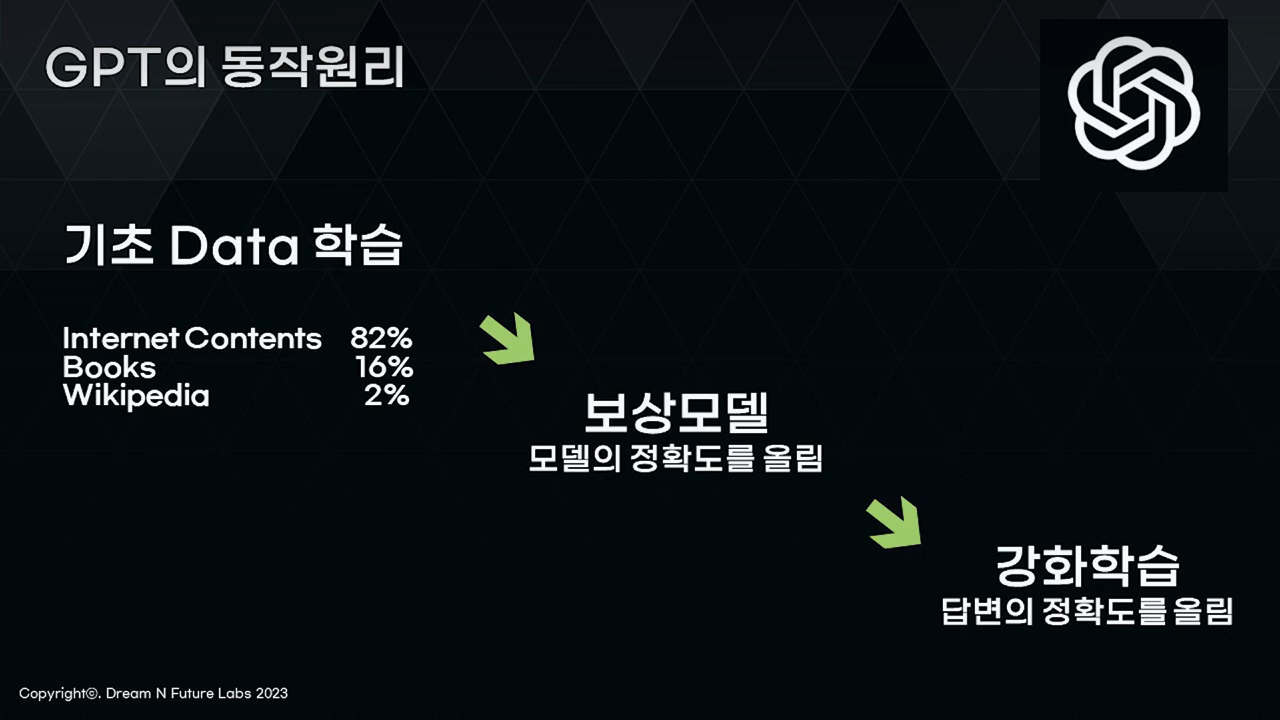 GPT의 동작원리
기초 Data 학습
Internet Contents 82%
Books 16%
Wikipedia 2%
보상모델
모델의 정확도를 올림
강화학습
답변의 정확도를 올림
Copyright©. Dream N Future Labs 2023